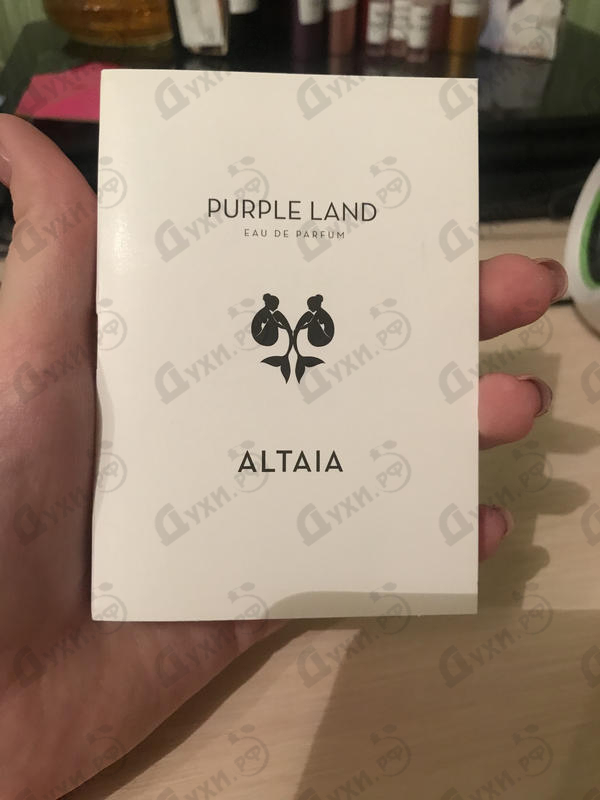 PURPLE LAND
EAU DE PARFUM
ALTAIA
Духи.РФ